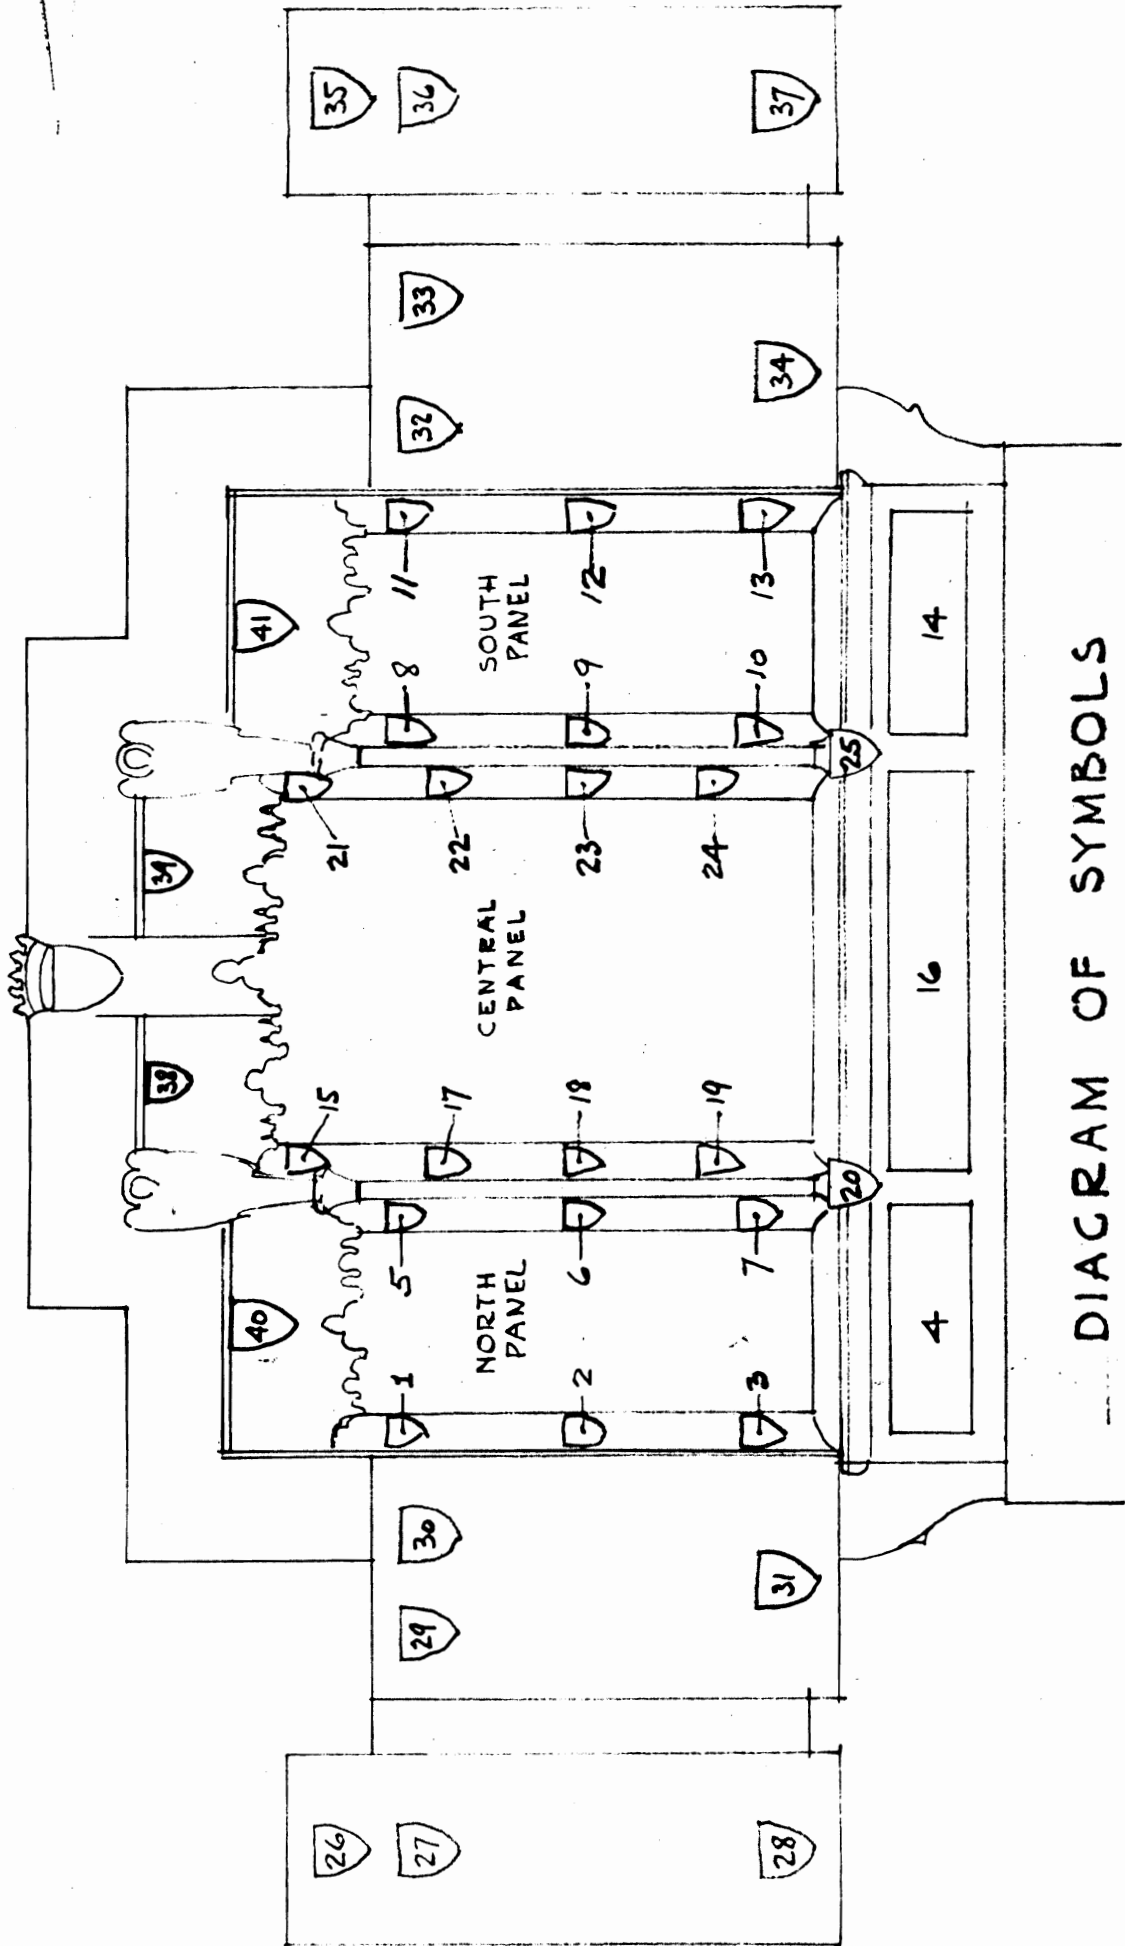 38 39
40 41
26 15 21 35
27 29 30 1 5 8 11 32 33 36
17 22
NORTH PANEL
CENTRAL PANEL
SOUTH PANEL
2 6 18 23 9 12
19 24
28 31 3 7 10 13 34 37
20 25
4 16 14
DIAGRAM OF SYMBOLS